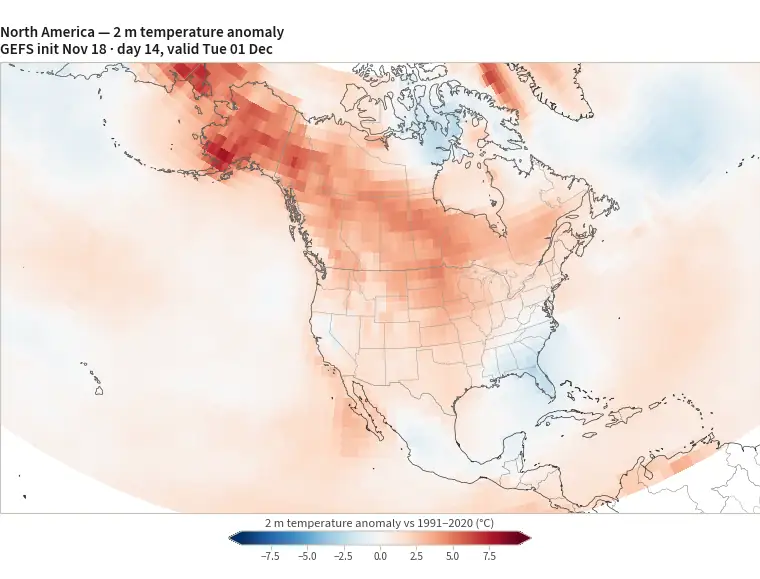 North America — 2 m temperature anomaly
GEFS init Nov 18 · day 14, valid Tue 01 Dec
2 m temperature anomaly vs 1991–2020 (°C)
−7.5 −5.0 −2.5 0.0 2.5 5.0 7.5